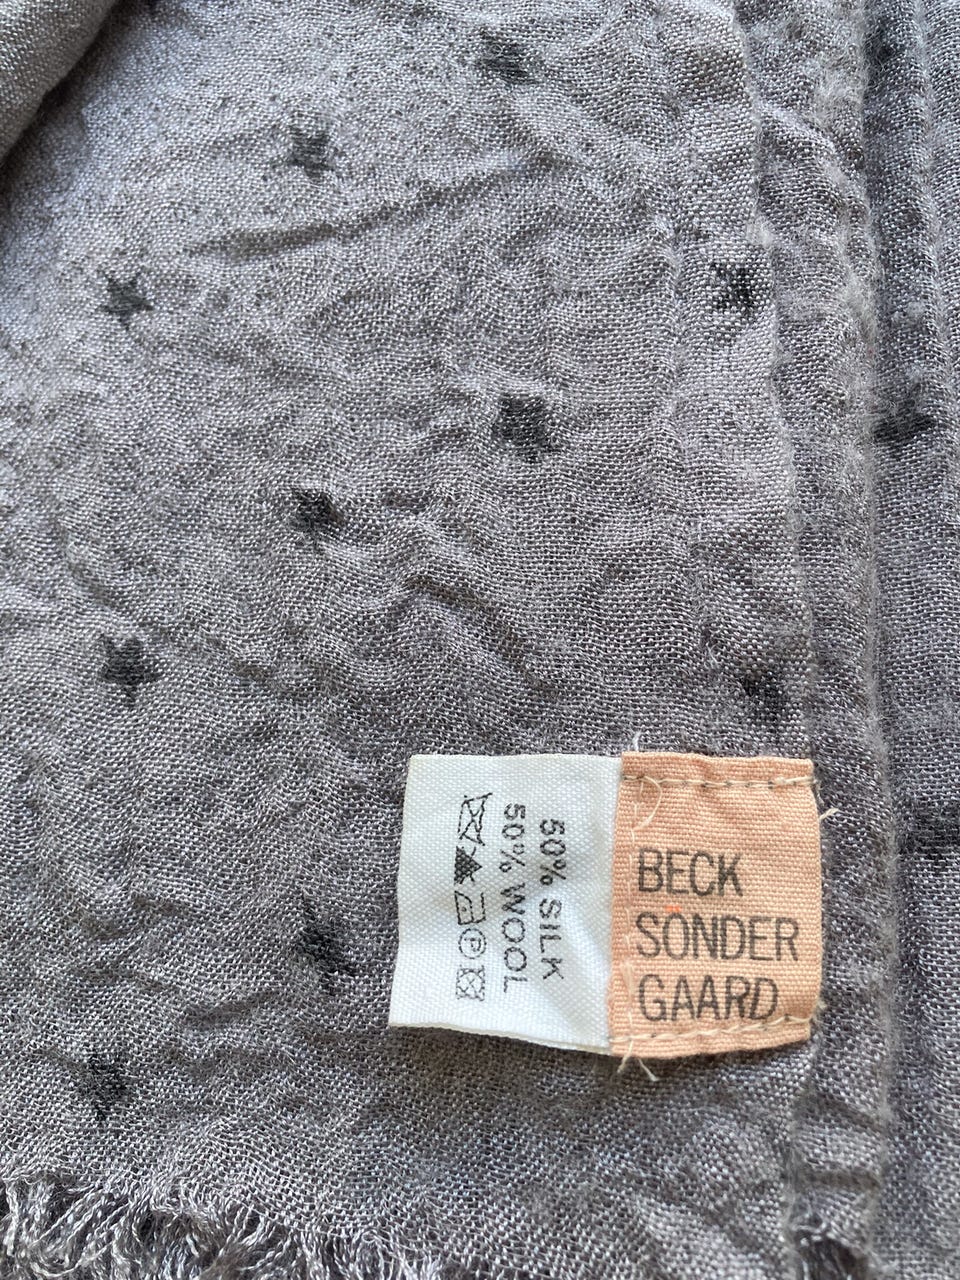 50% SILK
50% WOOL
BECK
SÖNDER
GAARD.